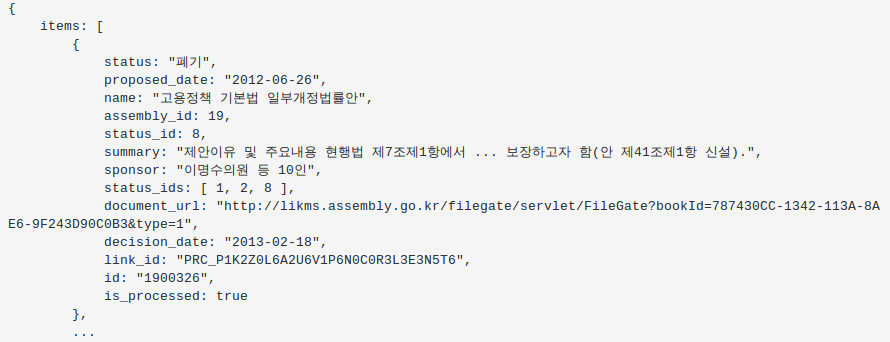 {
    items: [
        {
            status: "폐기",
            proposed_date: "2012-06-26",
            name: "고용정책 기본법 일부개정법률안",
            assembly_id: 19,
            status_id: 8,
            summary: "제안이유 및 주요내용 현행법 제7조제1항에서 ... 보장하고자 함(안 제41조제1항 신설).",
            sponsor: "이명수의원 등 10인",
            status_ids: [ 1, 2, 8 ],
            document_url: "http://likms.assembly.go.kr/filegate/servlet/FileGate?bookId=787430CC-1342-113A-8A
E6-9F243D90C0B3&type=1",
            decision_date: "2013-02-18",
            link_id: "PRC_P1K2Z0L6A2U6V1P6N0C0R3L3E3N5T6",
            id: "1900326",
            is_processed: true
        },
        ...